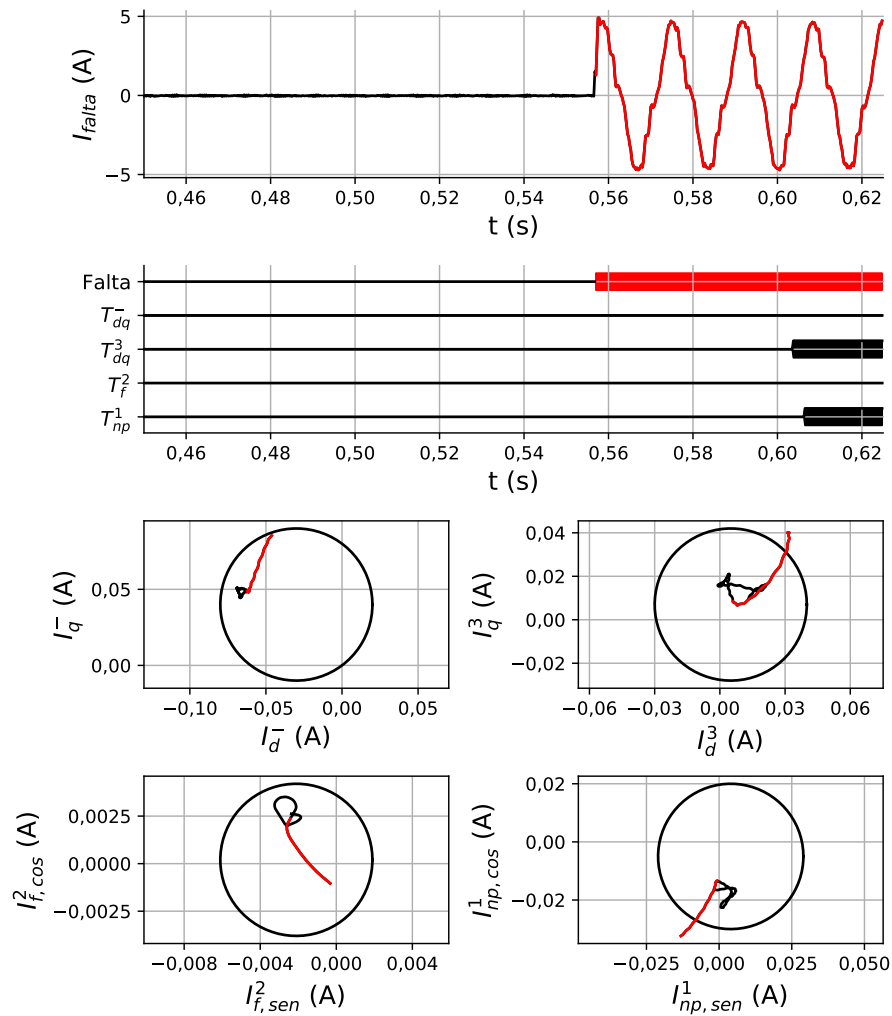 I_falta (A)
5
0
−5
0,46 0,48 0,50 0,52 0,54 0,56 0,58 0,60 0,62
t (s)
Falta
T_dq^−
T_dq^3
T_f^2
T_np^1
0,46 0,48 0,50 0,52 0,54 0,56 0,58 0,60 0,62
t (s)
I_q^− (A)
0,05
0,00
−0,10 −0,05 0,00 0,05
I_d^− (A)
I_q^3 (A)
0,04
0,02
0,00
−0,02
−0,06 −0,03 0,00 0,03 0,06
I_d^3 (A)
I_f,cos^2 (A)
0,0025
0,0000
−0,0025
−0,008 −0,004 0,000 0,004
I_f,sen^2 (A)
I_np,cos^1 (A)
0,02
0,00
−0,02
−0,025 0,000 0,025 0,050
I_np,sen^1 (A)